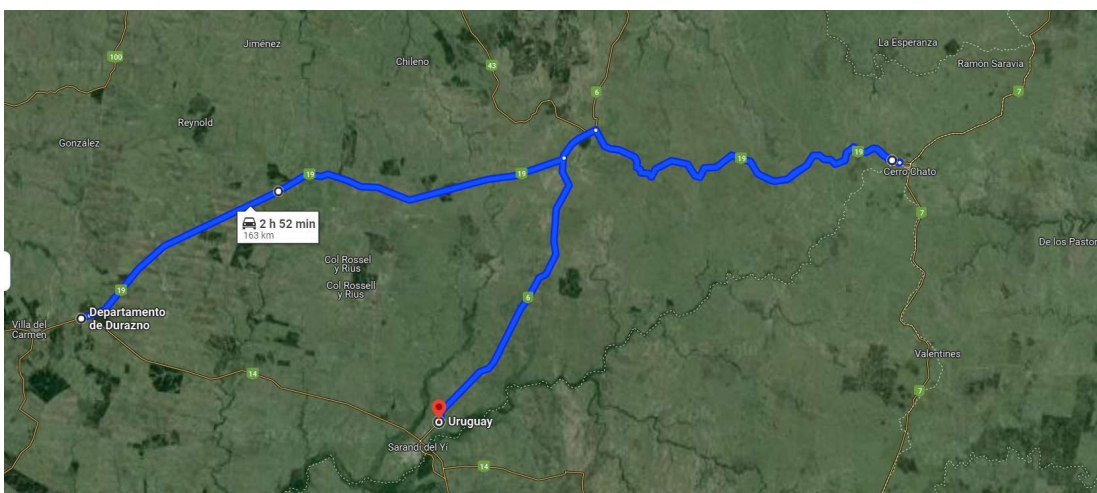 Jiménez
La Esperanza
100
Chileno
43
Ramón Saravia
6
7
Reynold
González
19
19
19
19
Cerro Chato
2 h 52 min
163 km
7
De los Pastor
Col Rossel
y Rius
Col Rossell
y Rius
19
6
Departamento
de Durazno
Villa del
Carmen
Valentines
14
7
Uruguay
Sarandí del Yí
14